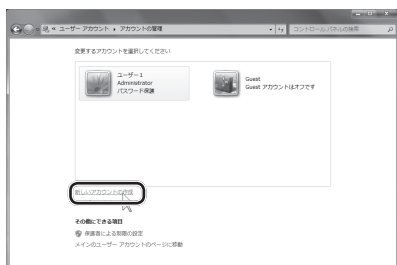 « ユーザー アカウント ▸ アカウントの管理
コントロール パネルの検索
変更するアカウントを選択してください
ユーザー 1
Administrator
パスワード保護
Guest
Guest アカウントはオフです
新しいアカウントの作成
その他にできる項目
保護者による制限の設定
メインのユーザー アカウントのページに移動